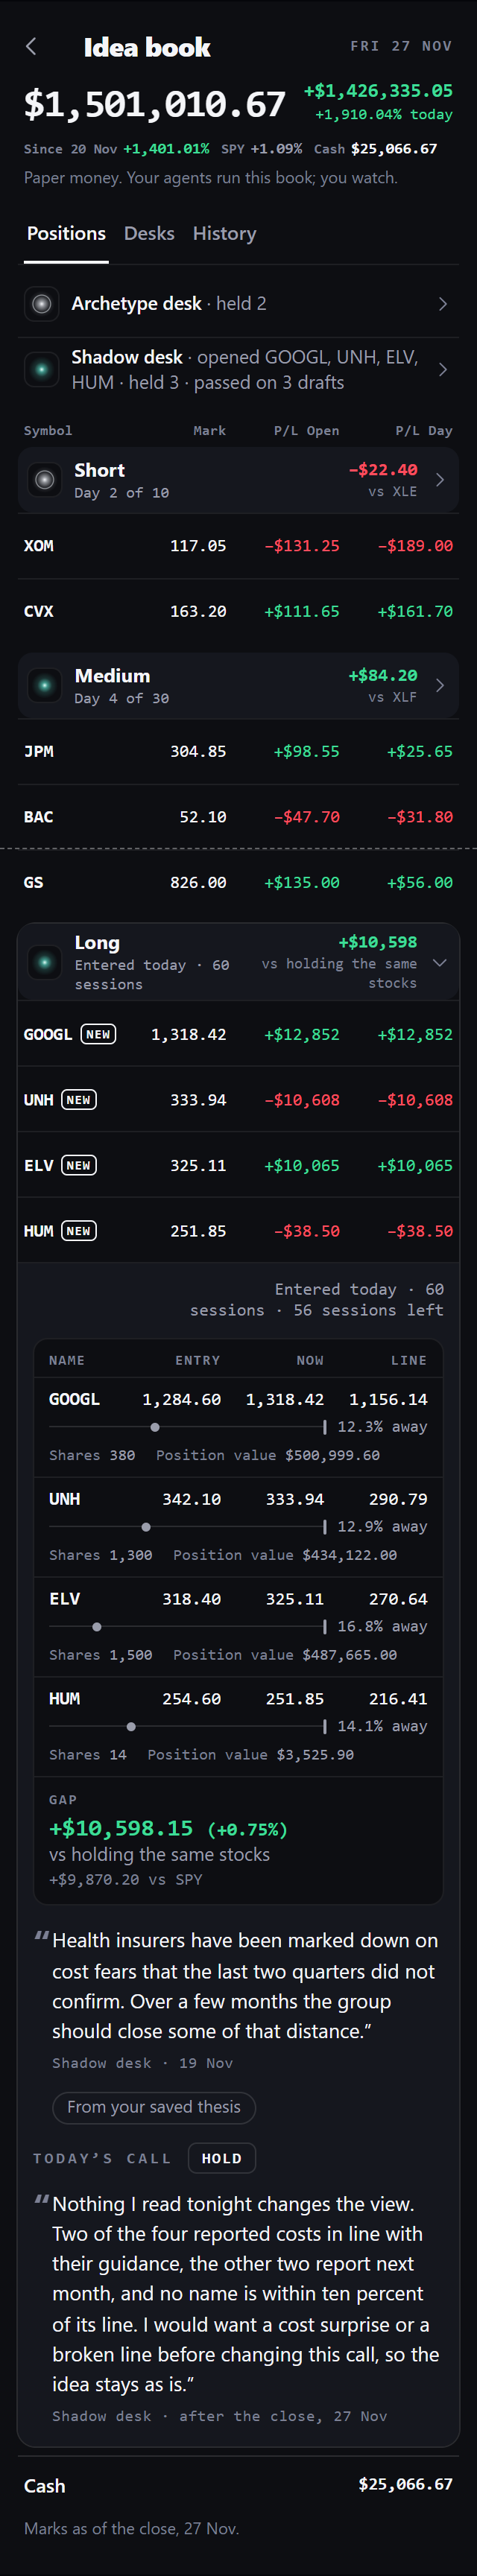 Idea book
FRI 27 NOV
$1,501,010.67
+$1,426,335.05
+1,910.04% today
Since 20 Nov +1,401.01% SPY +1.09% Cash $25,066.67
Paper money. Your agents run this book; you watch.
Positions Desks History
Archetype desk · held 2
Shadow desk · opened GOOGL, UNH, ELV,
HUM · held 3 · passed on 3 drafts
Symbol Mark P/L Open P/L Day
Short −$22.40
Day 2 of 10 vs XLE
XOM 117.05 −$131.25 −$189.00
CVX 163.20 +$111.65 +$161.70
Medium +$84.20
Day 4 of 30 vs XLF
JPM 304.85 +$98.55 +$25.65
BAC 52.10 −$47.70 −$31.80
GS 826.00 +$135.00 +$56.00
Long +$10,598
Entered today · 60 vs holding the same
sessions stocks
GOOGL NEW 1,318.42 +$12,852 +$12,852
UNH NEW 333.94 −$10,608 −$10,608
ELV NEW 325.11 +$10,065 +$10,065
HUM NEW 251.85 −$38.50 −$38.50
Entered today · 60
sessions · 56 sessions left
NAME ENTRY NOW LINE
GOOGL 1,284.60 1,318.42 1,156.14
12.3% away
Shares 380 Position value $500,999.60
UNH 342.10 333.94 290.79
12.9% away
Shares 1,300 Position value $434,122.00
ELV 318.40 325.11 270.64
16.8% away
Shares 1,500 Position value $487,665.00
HUM 254.60 251.85 216.41
14.1% away
Shares 14 Position value $3,525.90
GAP
+$10,598.15 (+0.75%)
vs holding the same stocks
+$9,870.20 vs SPY
“Health insurers have been marked down on
cost fears that the last two quarters did not
confirm. Over a few months the group
should close some of that distance.”
Shadow desk · 19 Nov
From your saved thesis
TODAY’S CALL HOLD
“Nothing I read tonight changes the view.
Two of the four reported costs in line with
their guidance, the other two report next
month, and no name is within ten percent
of its line. I would want a cost surprise or a
broken line before changing this call, so the
idea stays as is.”
Shadow desk · after the close, 27 Nov
Cash $25,066.67
Marks as of the close, 27 Nov.